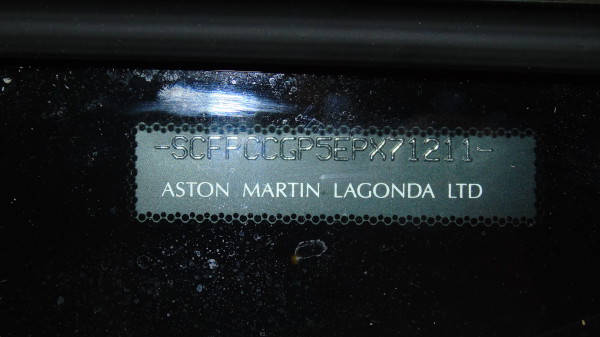 -SCFPCCGP5EPX71211-
ASTON MARTIN LAGONDA LTD